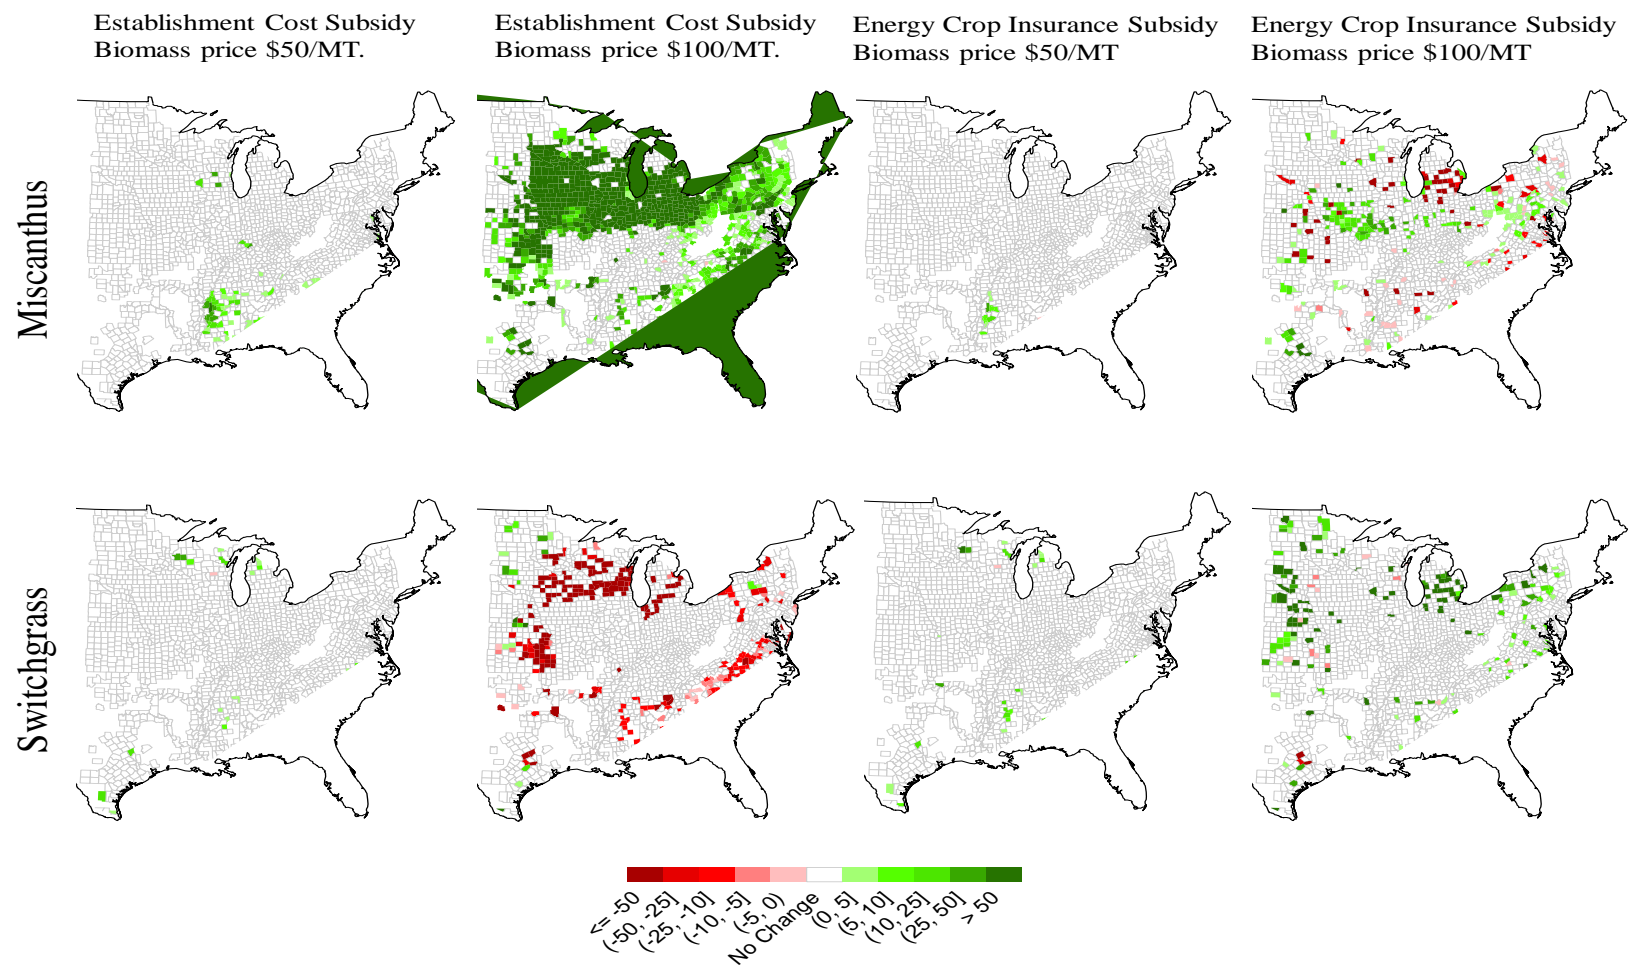 Establishment Cost Subsidy
Biomass price $50/MT.
Establishment Cost Subsidy
Biomass price $100/MT.
Energy Crop Insurance Subsidy
Biomass price $50/MT
Energy Crop Insurance Subsidy
Biomass price $100/MT
Miscanthus
Switchgrass
<= -50
(-50, -25]
(-25, -10]
(-10, -5]
(-5, 0)
No Change
(0, 5]
(5, 10]
(10, 25]
(25, 50]
> 50